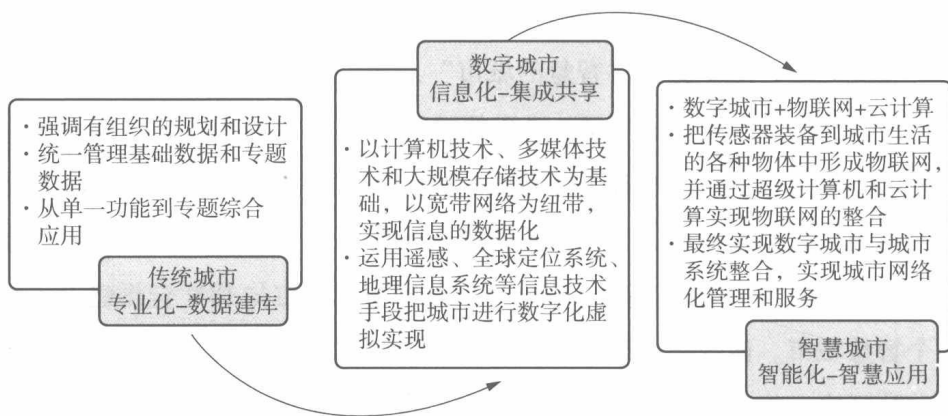 · 强调有组织的规划和设计
· 统一管理基础数据和专题
数据
· 从单一功能到专题综合
应用
传统城市
专业化-数据建库
数字城市
信息化-集成共享
· 以计算机技术、多媒体技
术和大规模存储技术为基
础，以宽带网络为纽带，
实现信息的数据化
· 运用遥感、全球定位系统、
地理信息系统等信息技术
手段把城市进行数字化虚
拟实现
· 数字城市+物联网+云计算
· 把传感器装备到城市生活
的各种物体中形成物联网，
并通过超级计算机和云计
算实现物联网的整合
· 最终实现数字城市与城市
系统整合，实现城市网络
化管理和服务
智慧城市
智能化-智慧应用